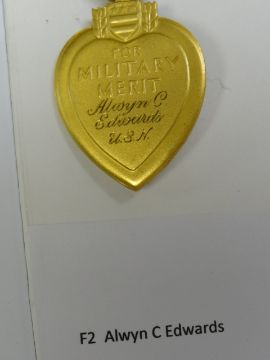 FOR
MILITARY
MERIT
Alwyn C
Edwards
U.S.N.
F2 Alwyn C Edwards